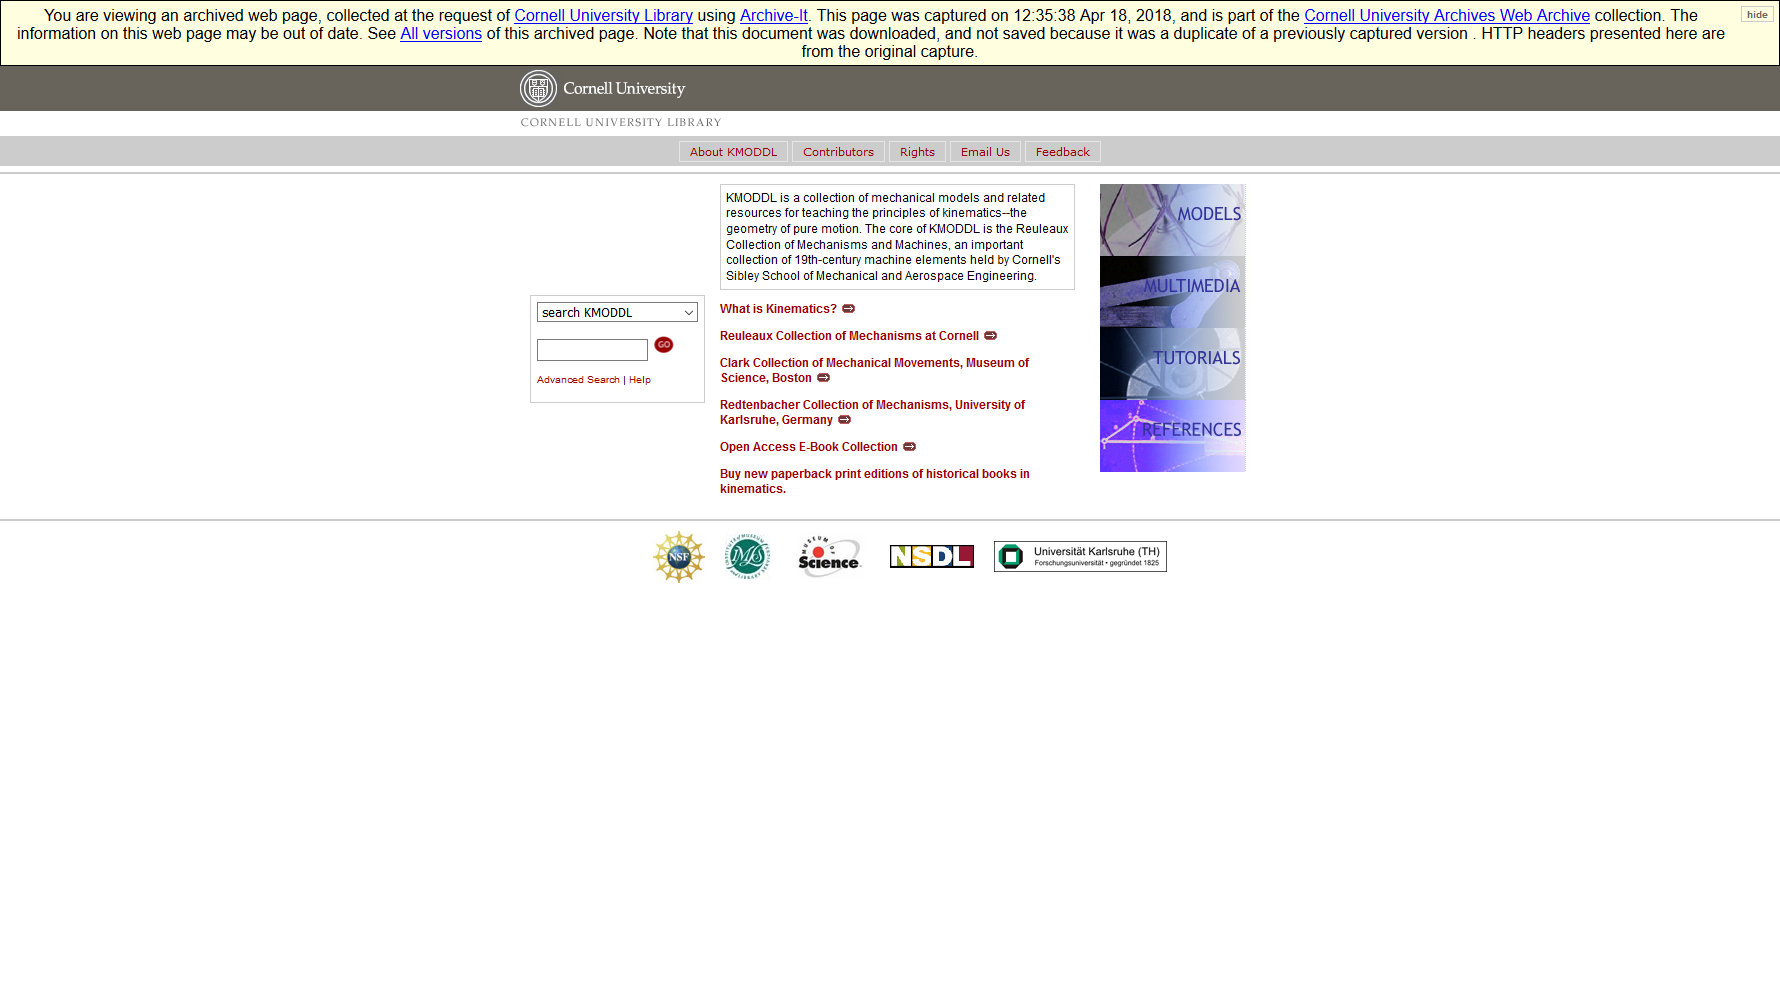 You are viewing an archived web page, collected at the request of Cornell University Library using Archive-It. This page was captured on 12:35:38 Apr 18, 2018, and is part of the Cornell University Archives Web Archive collection. The
information on this web page may be out of date. See All versions of this archived page. Note that this document was downloaded, and not saved because it was a duplicate of a previously captured version . HTTP headers presented here are
from the original capture.
hide
Cornell University
CORNELL UNIVERSITY LIBRARY
About KMODDL Contributors Rights Email Us Feedback
search KMODDL
GO
Advanced Search | Help
KMODDL is a collection of mechanical models and related
resources for teaching the principles of kinematics--the
geometry of pure motion. The core of KMODDL is the Reuleaux
Collection of Mechanisms and Machines, an important
collection of 19th-century machine elements held by Cornell's
Sibley School of Mechanical and Aerospace Engineering.
What is Kinematics?
Reuleaux Collection of Mechanisms at Cornell
Clark Collection of Mechanical Movements, Museum of
Science, Boston
Redtenbacher Collection of Mechanisms, University of
Karlsruhe, Germany
Open Access E-Book Collection
Buy new paperback print editions of historical books in
kinematics.
MODELS
MULTIMEDIA
TUTORIALS
REFERENCES
NSF
MUSEUM OF
Science
NSDL
Universität Karlsruhe (TH)
Forschungsuniversität • gegründet 1825